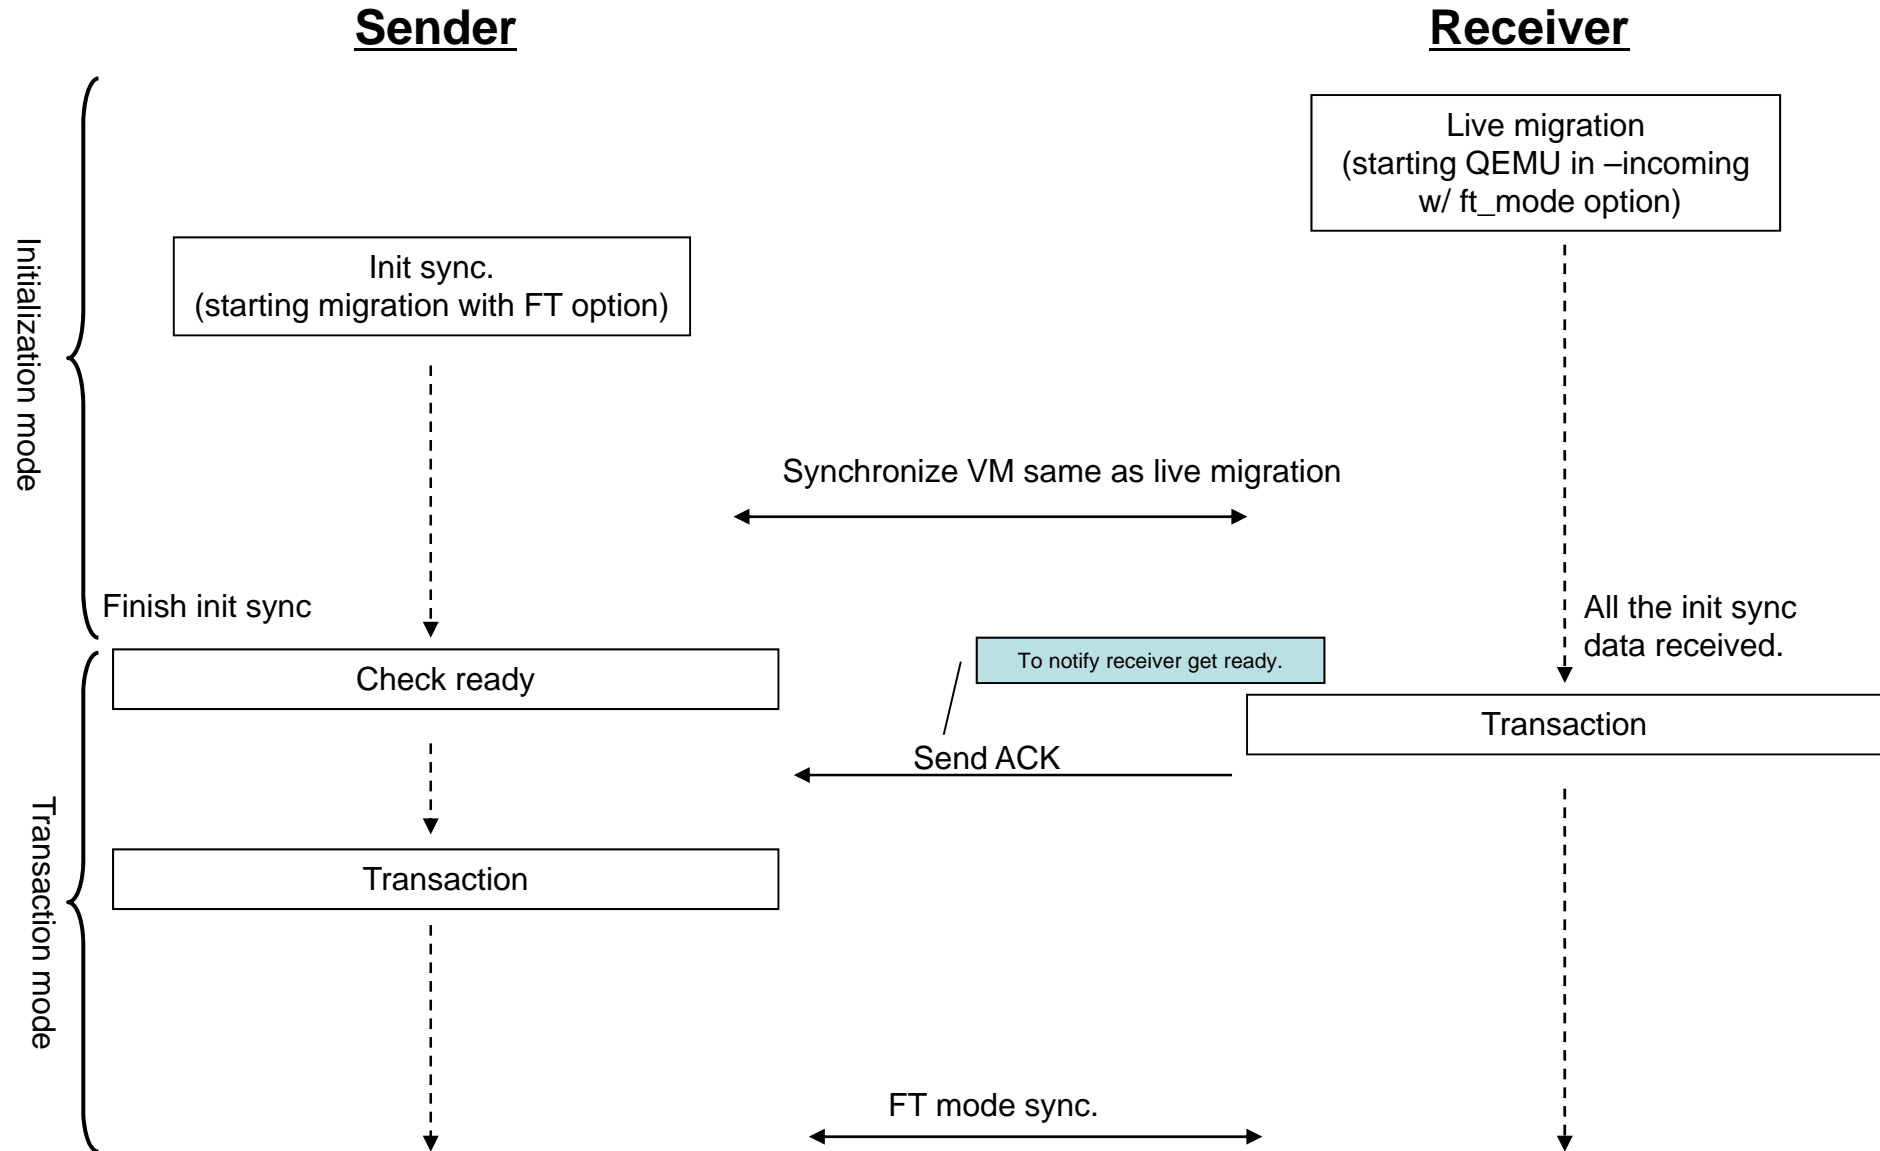 Sender
Receiver
Live migration
(starting QEMU in –incoming
w/ ft_mode option)
Init sync.
(starting migration with FT option)
Initialization mode
Synchronize VM same as live migration
Finish init sync
All the init sync
data received.
To notify receiver get ready.
Check ready
Transaction
Send ACK
Transaction mode
Transaction
FT mode sync.